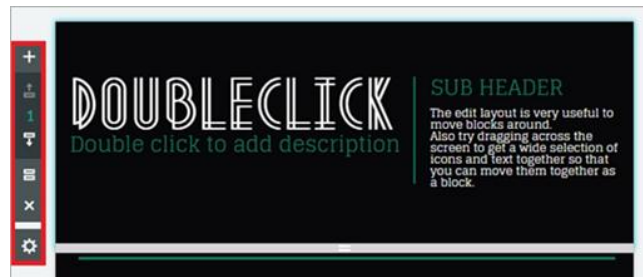 1
DOUBLECLICK
Double click to add description
SUB HEADER
The edit layout is very useful to
move blocks around.
Also try dragging across the
screen to get a wide selection of
icons and text together so that
you can move them together as
a block.